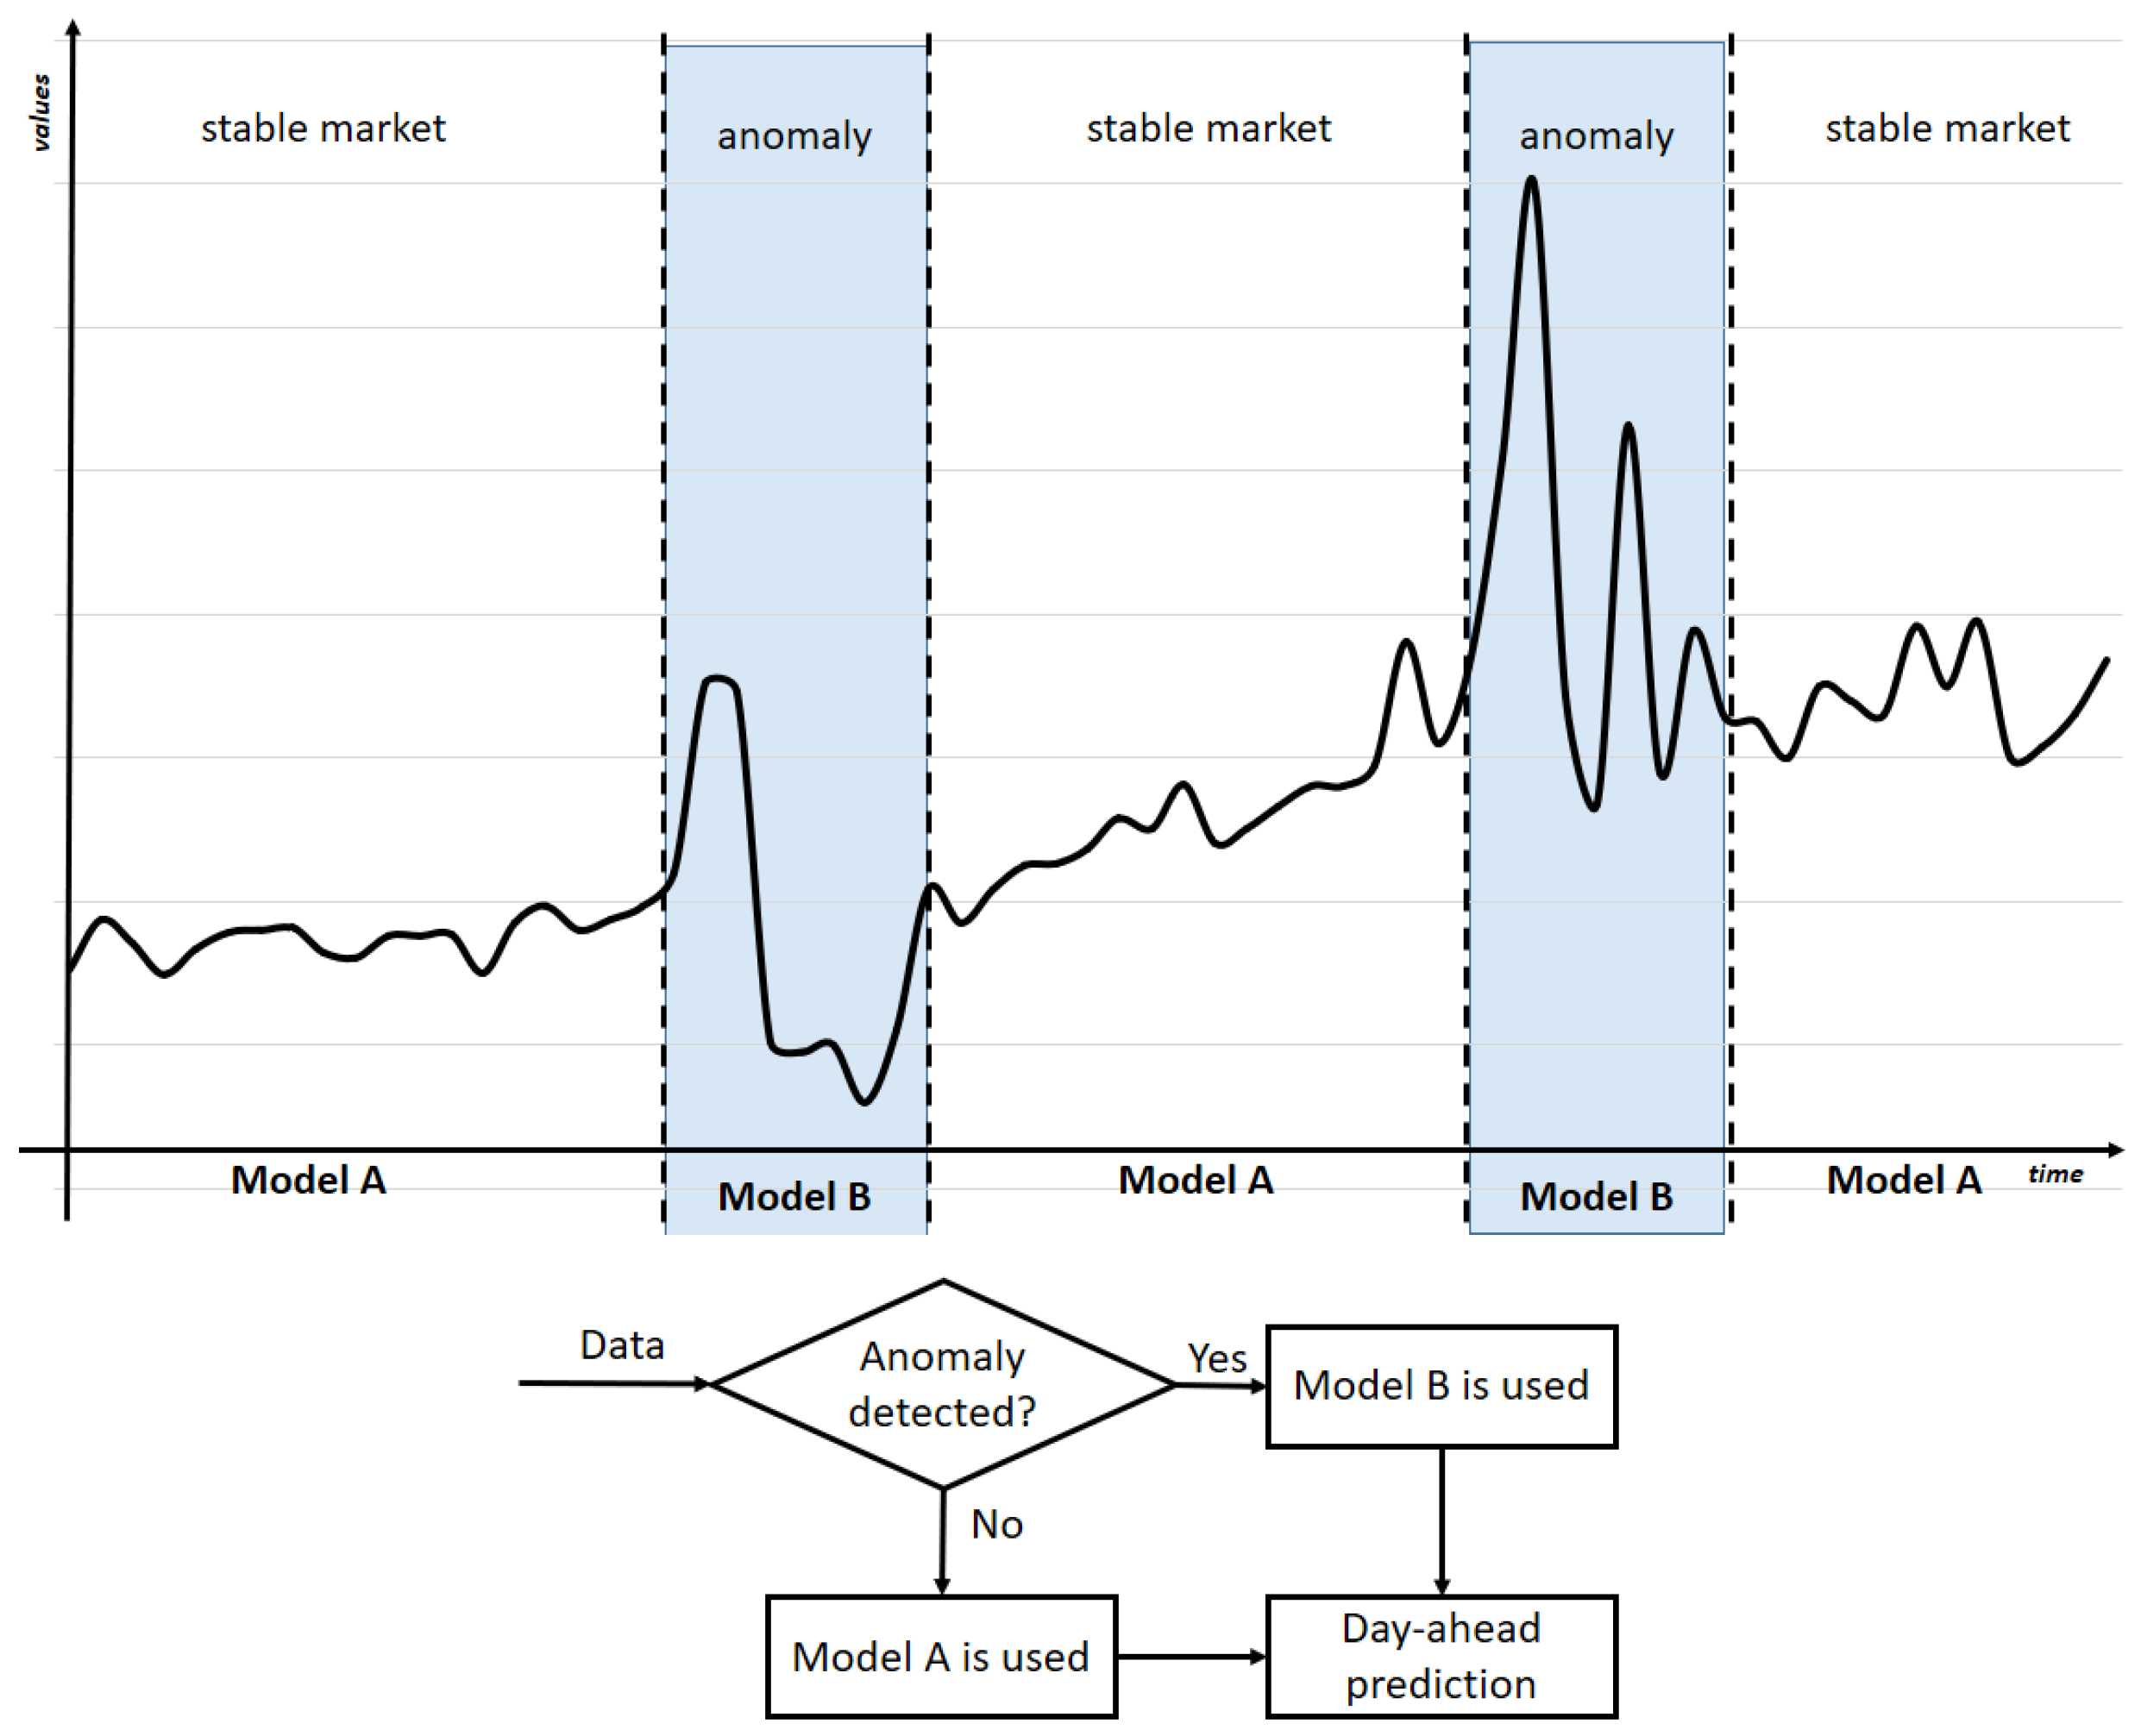 values
stable market
anomaly
stable market
anomaly
stable market
Model A
Model B
Model A
Model B
Model A
time
Data
Anomaly
detected?
Yes
Model B is used
No
Model A is used
Day-ahead
prediction